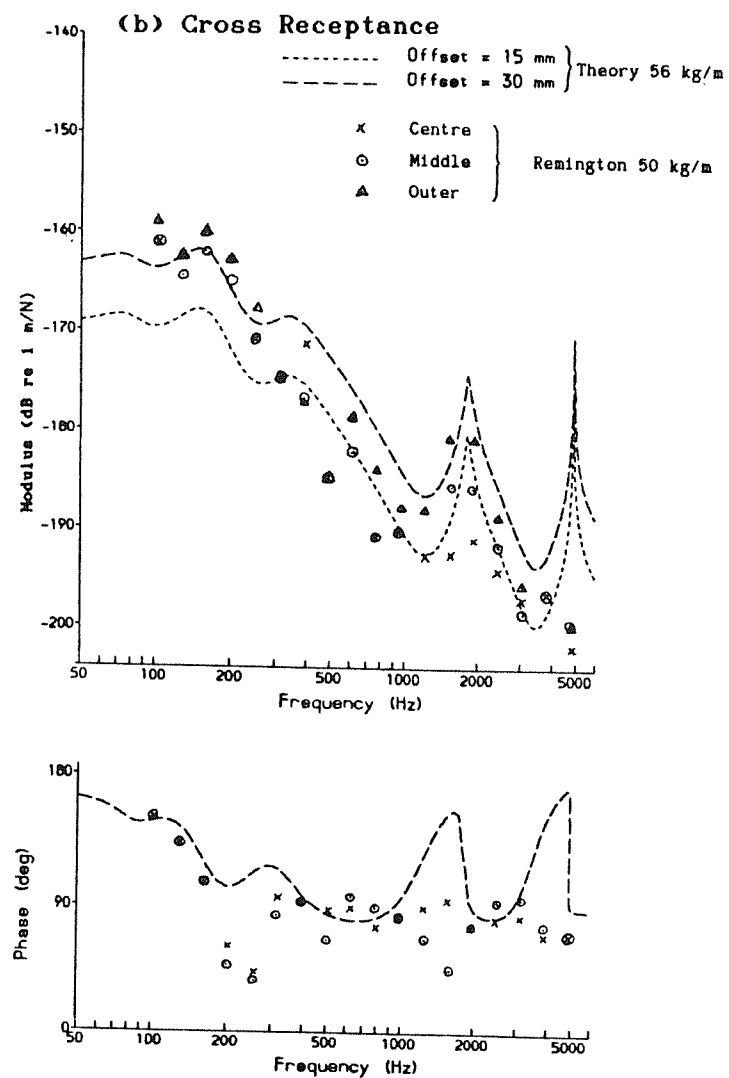 (b) Cross Receptance
Offset = 15 mm
Offset = 30 mm
Theory 56 kg/m
x Centre
Middle
Outer
Remington 50 kg/m
-140
-150
-160
-170
-180
-190
-200
Modulus (dB re 1 m/N)
50 100 200 500 1000 2000 5000
Frequency (Hz)
180
90
0
Phase (deg)
50 100 200 500 1000 2000 5000
Frequency (Hz)